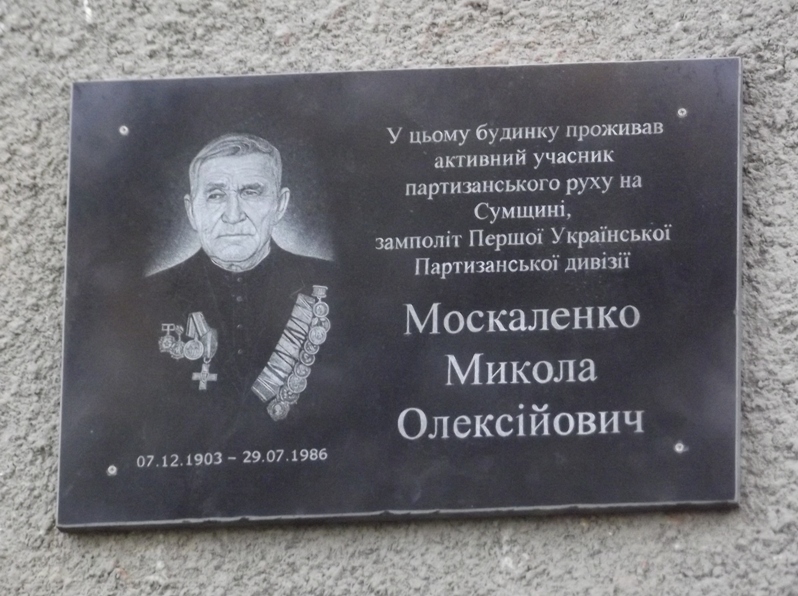 У цьому будинку проживав
активний учасник
партизанського руху на
Сумщині,
замполіт Першої Української
Партизанської дивізії
Москаленко
Микола
Олексійович
07.12.1903 – 29.07.1986